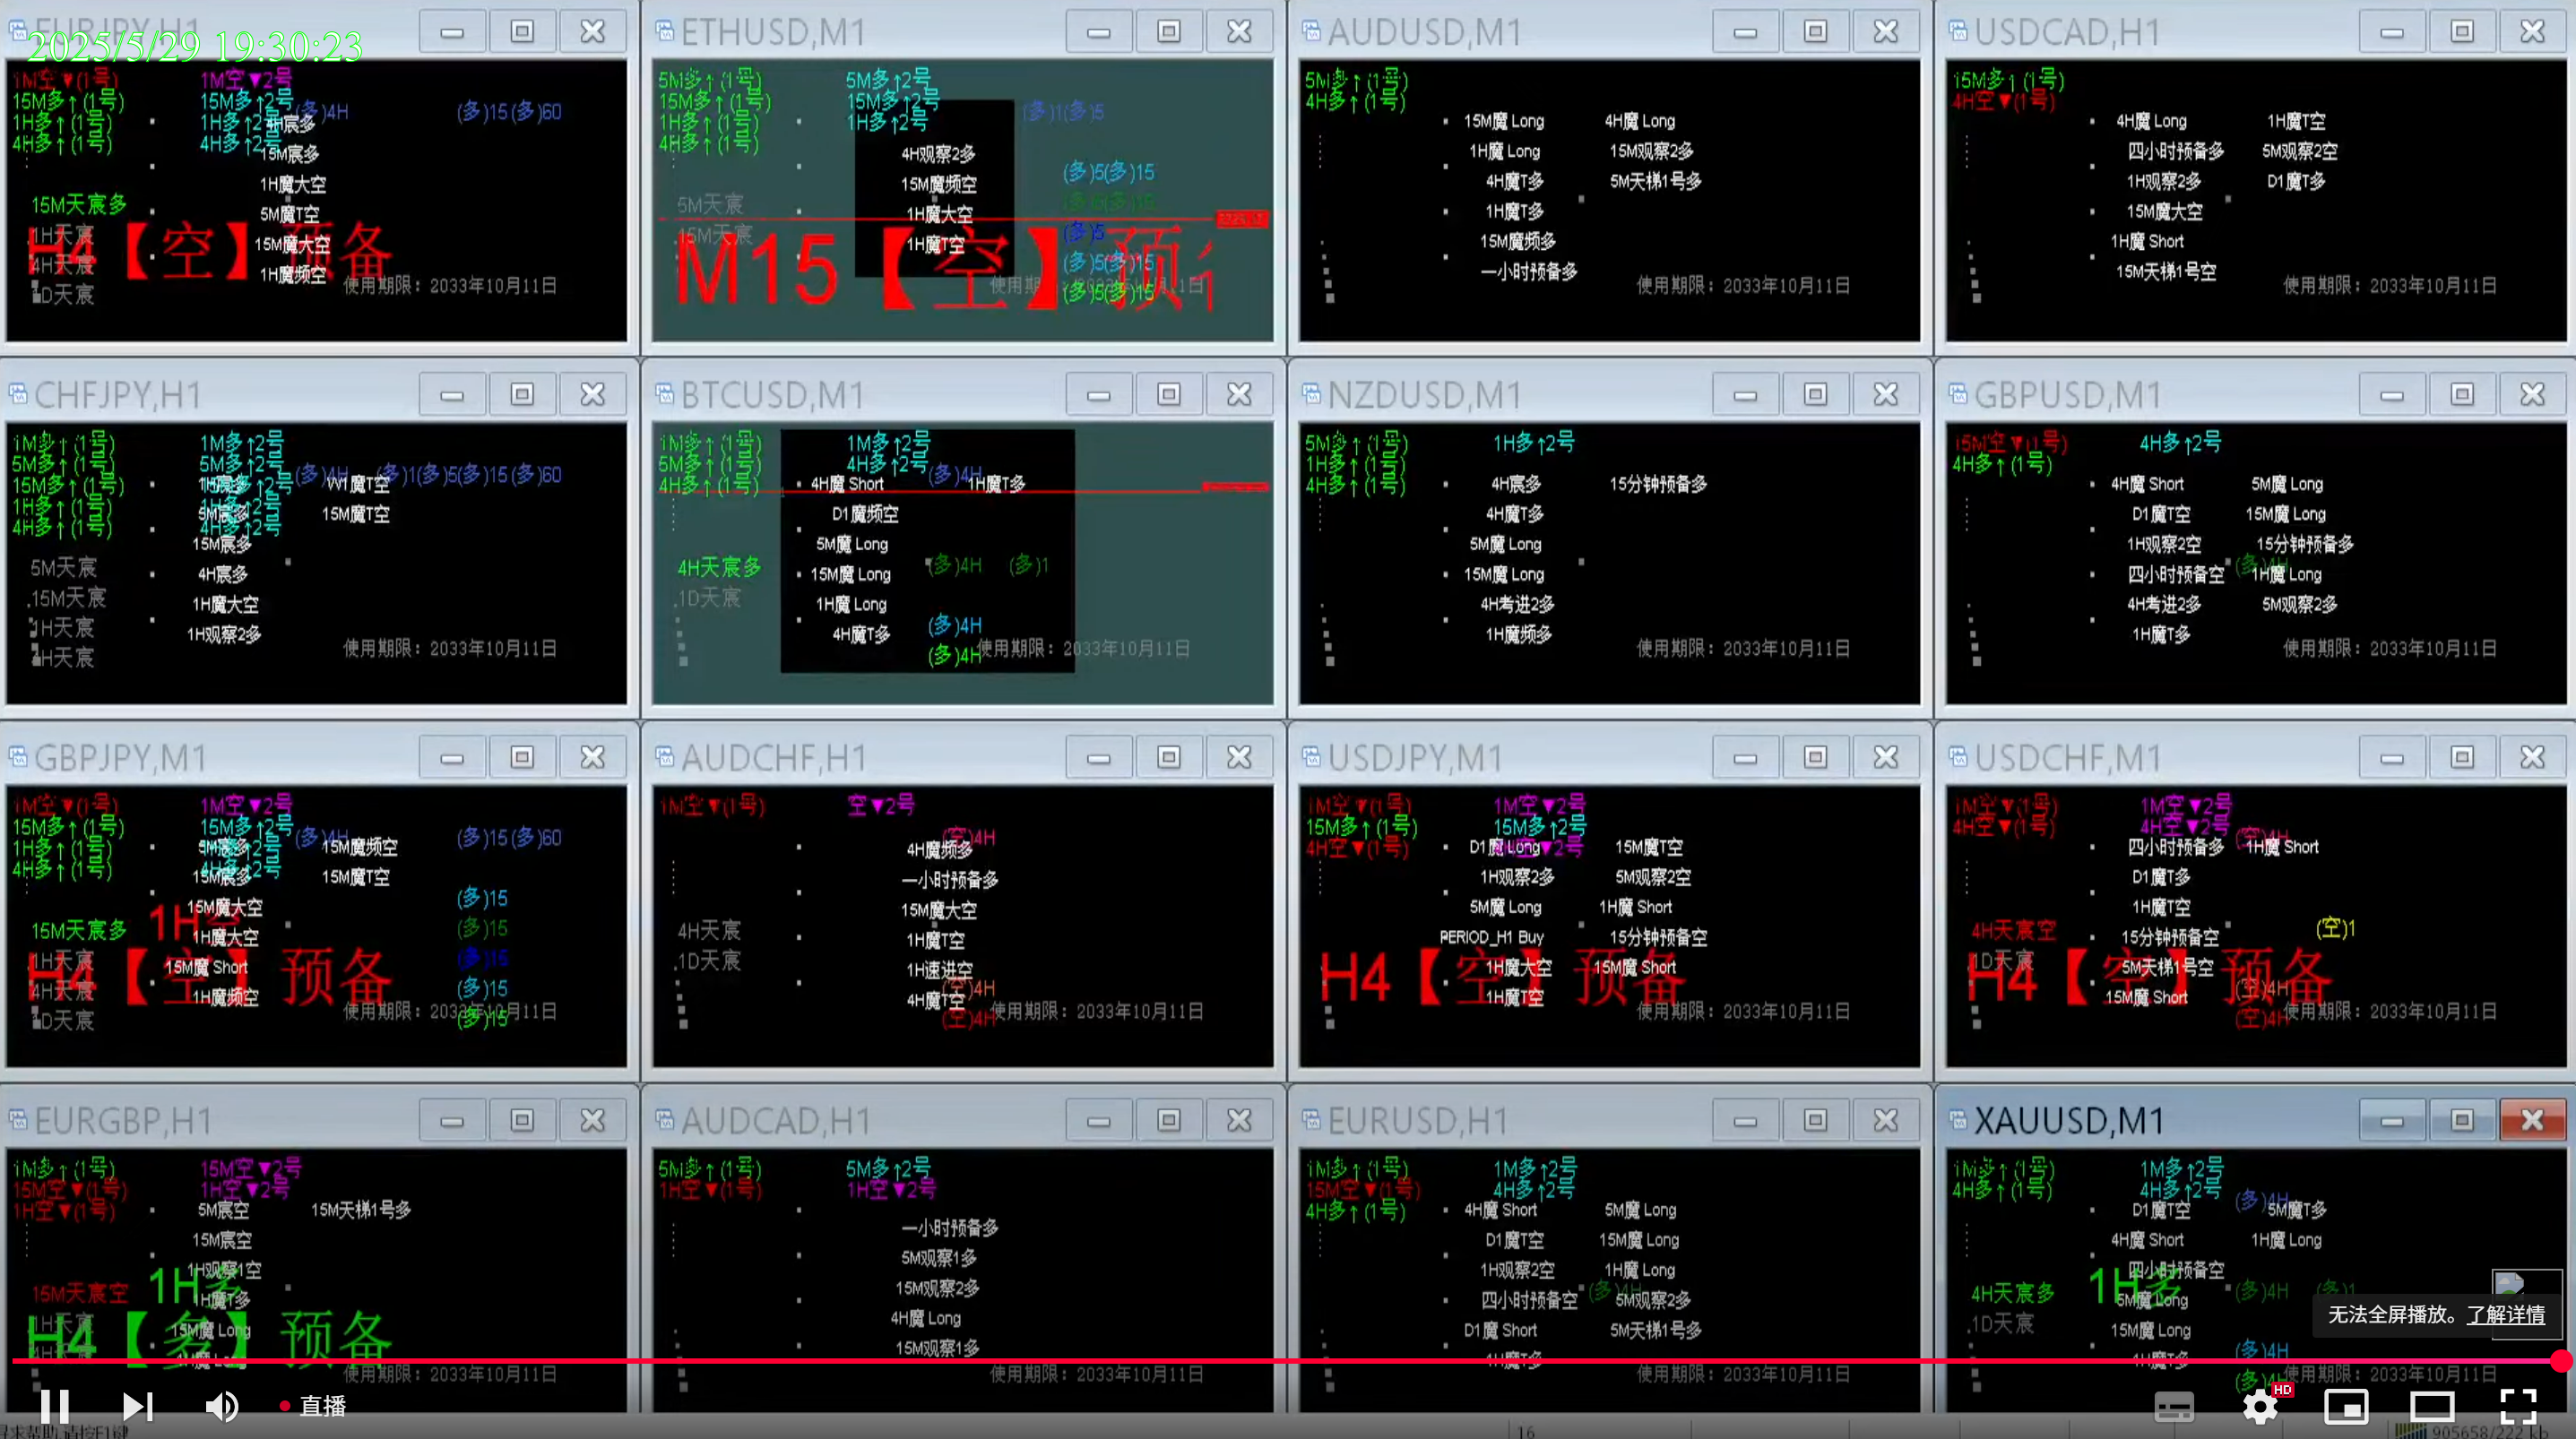 EURJPY,H1
2025/5/29 19:30:23
1M空▼(1号) 1M空▼2号
15M多↑(1号) 15M多↑2号 (多)4H (多)15(多)60
1H多↑(1号) 1H多↑2号 4H宸多
4H多↑(1号) 4H多↑2号
15M宸多
1H魔大空
15M天宸多 5M魔T空
1H天宸 15M魔大空
H4【空】预备
4H天宸 1H魔频空
使用期限：2033年10月11日
1D天宸
ETHUSD,M1
5M多↑(1号) 5M多↑2号
15M多↑(1号) 15M多↑2号
1H多↑(1号) 1H多↑2号 (多)1(多)5
4H多↑(1号)
4H观察2多
15M魔频空 (多)5(多)15
5M天宸 1H魔大空
.15M天宸 1H魔T空 (多)5
M15【空】
(多)5(多)15
(多)5(多)15
AUDUSD,M1
5M多↑(1号)
4H多↑(1号)
15M魔 Long 4H魔 Long
1H魔 Long 15M观察2多
4H魔T多 5M天梯1号多
1H魔T多
15M魔频多
一小时预备多
使用期限：2033年10月11日
USDCAD,H1
15M多↑(1号)
4H空▼(1号)
4H魔 Long 1H魔T空
四小时预备多 5M观察2空
1H观察2多 D1魔T多
15M魔大空
1H魔 Short
15M天梯1号空
使用期限：2033年10月11日
CHFJPY,H1
1M多↑(1号) 1M多↑2号
5M多↑(1号) 5M多↑2号
15M多↑(1号) 15M多↑2号 (多)4H (多)1(多)5(多)15(多)60
1H宸多 W1魔T空
1H多↑(1号) 1H多↑2号
5M宸多 15M魔T空
4H多↑(1号) 4H多↑2号
15M宸多
5M天宸 4H宸多
.15M天宸 1H魔大空
1H天宸 1H观察2多
使用期限：2033年10月11日
4H天宸
BTCUSD,M1
1M多↑(1号) 1M多↑2号
5M多↑(1号) 4H多↑2号 (多)4H
4H多↑(1号) 4H魔 Short 1H魔T多
D1魔频空
5M魔 Long
4H天宸多 15M魔 Long (多)4H (多)1
.1D天宸 1H魔 Long
4H魔T多 (多)4H
(多)4H 使用期限：2033年10月11日
NZDUSD,M1
5M多↑(1号) 1H多↑2号
1H多↑(1号)
4H多↑(1号) 4H宸多 15分钟预备多
4H魔T多
5M魔 Long
15M魔 Long
4H考进2多
1H魔频多
使用期限：2033年10月11日
GBPUSD,M1
15M空▼(1号) 4H多↑2号
4H多↑(1号)
4H魔 Short 5M魔 Long
D1魔T空 15M魔 Long
1H观察2空 15分钟预备多
四小时预备空 1H魔 Long
4H考进2多 5M观察2多
1H魔T多
使用期限：2033年10月11日
GBPJPY,M1
1M空▼(1号) 1M空▼2号
15M多↑(1号) 15M多↑2号 (多)4H (多)15(多)60
1H多↑(1号) 1H多↑2号
5M宸多 15M魔频空
4H多↑(1号) 4H多↑2号
15M宸多 15M魔T空
15M魔大空 (多)15
15M天宸多 1H空 1H魔大空 (多)15
1H天宸 15M魔 Short (多)15
H4【空】预备
4H天宸 1H魔频空 (多)15
使用期限：2033年10月11日
1D天宸 (多)15
AUDCHF,H1
1M空▼(1号) 空▼2号
(空)4H
4H魔频多
一小时预备多
15M魔大空
4H天宸 1H魔T空
.1D天宸 1H速进空
(空)4H
4H魔T空 使用期限：2033年10月11日
(空)4H
USDJPY,M1
1M空▼(1号) 1M空▼2号
15M多↑(1号) 15M多↑2号
4H空▼(1号) 4H空▼2号
D1魔 Long 15M魔T空
1H观察2多 5M观察2空
5M魔 Long 1H魔 Short
PERIOD_H1 Buy 15分钟预备空
1H魔大空 15M魔 Short
H4【空】预备
1H魔T空
使用期限：2033年10月11日
USDCHF,M1
1M空▼(1号) 1M空▼2号
4H空▼(1号) 4H空▼2号
(空)4H
四小时预备多 1H魔 Short
D1魔T多
1H魔T空
4H天宸空 15分钟预备空 (空)1
.1D天宸 5M天梯1号空
H4【空】预备
15M魔 Short (空)4H
使用期限：2033年10月11日
(空)4H
EURGBP,H1
1M多↑(1号) 15M空▼2号
15M空▼(1号) 1H空▼2号
1H空▼(1号) 5M宸空 15M天梯1号多
15M宸空
1H观察1空
15M天宸空 1H多 1H魔T多
1H天宸 15M魔 Long
H4【多】预备
使用期限：2033年10月11日
AUDCAD,H1
5M多↑(1号) 5M多↑2号
1H空▼(1号) 1H空▼2号
一小时预备多
5M观察1多
15M观察2多
4H魔 Long
15M观察1多
使用期限：2033年10月11日
EURUSD,H1
1M多↑(1号) 1M多↑2号
15M空▼(1号) 4H多↑2号
4H多↑(1号) 4H魔 Short 5M魔 Long
D1魔T空 15M魔 Long
1H观察2空 1H魔 Long
四小时预备空 (多)4H 5M观察2多
D1魔 Short 5M天梯1号多
1H魔T多
使用期限：2033年10月11日
XAUUSD,M1
1M多↑(1号) 1M多↑2号
4H多↑(1号) 4H多↑2号 (多)4H
D1魔T空 5M魔T多
4H魔 Short 1H魔 Long
四小时预备空
4H天宸多 1H多 (多)4H (多)1
5M魔 Long
.1D天宸 15M魔 Long
无法全屏播放。了解详情
(多)4H
使用期限：2033年10月11日
直播
HD
16
905658/222 kb